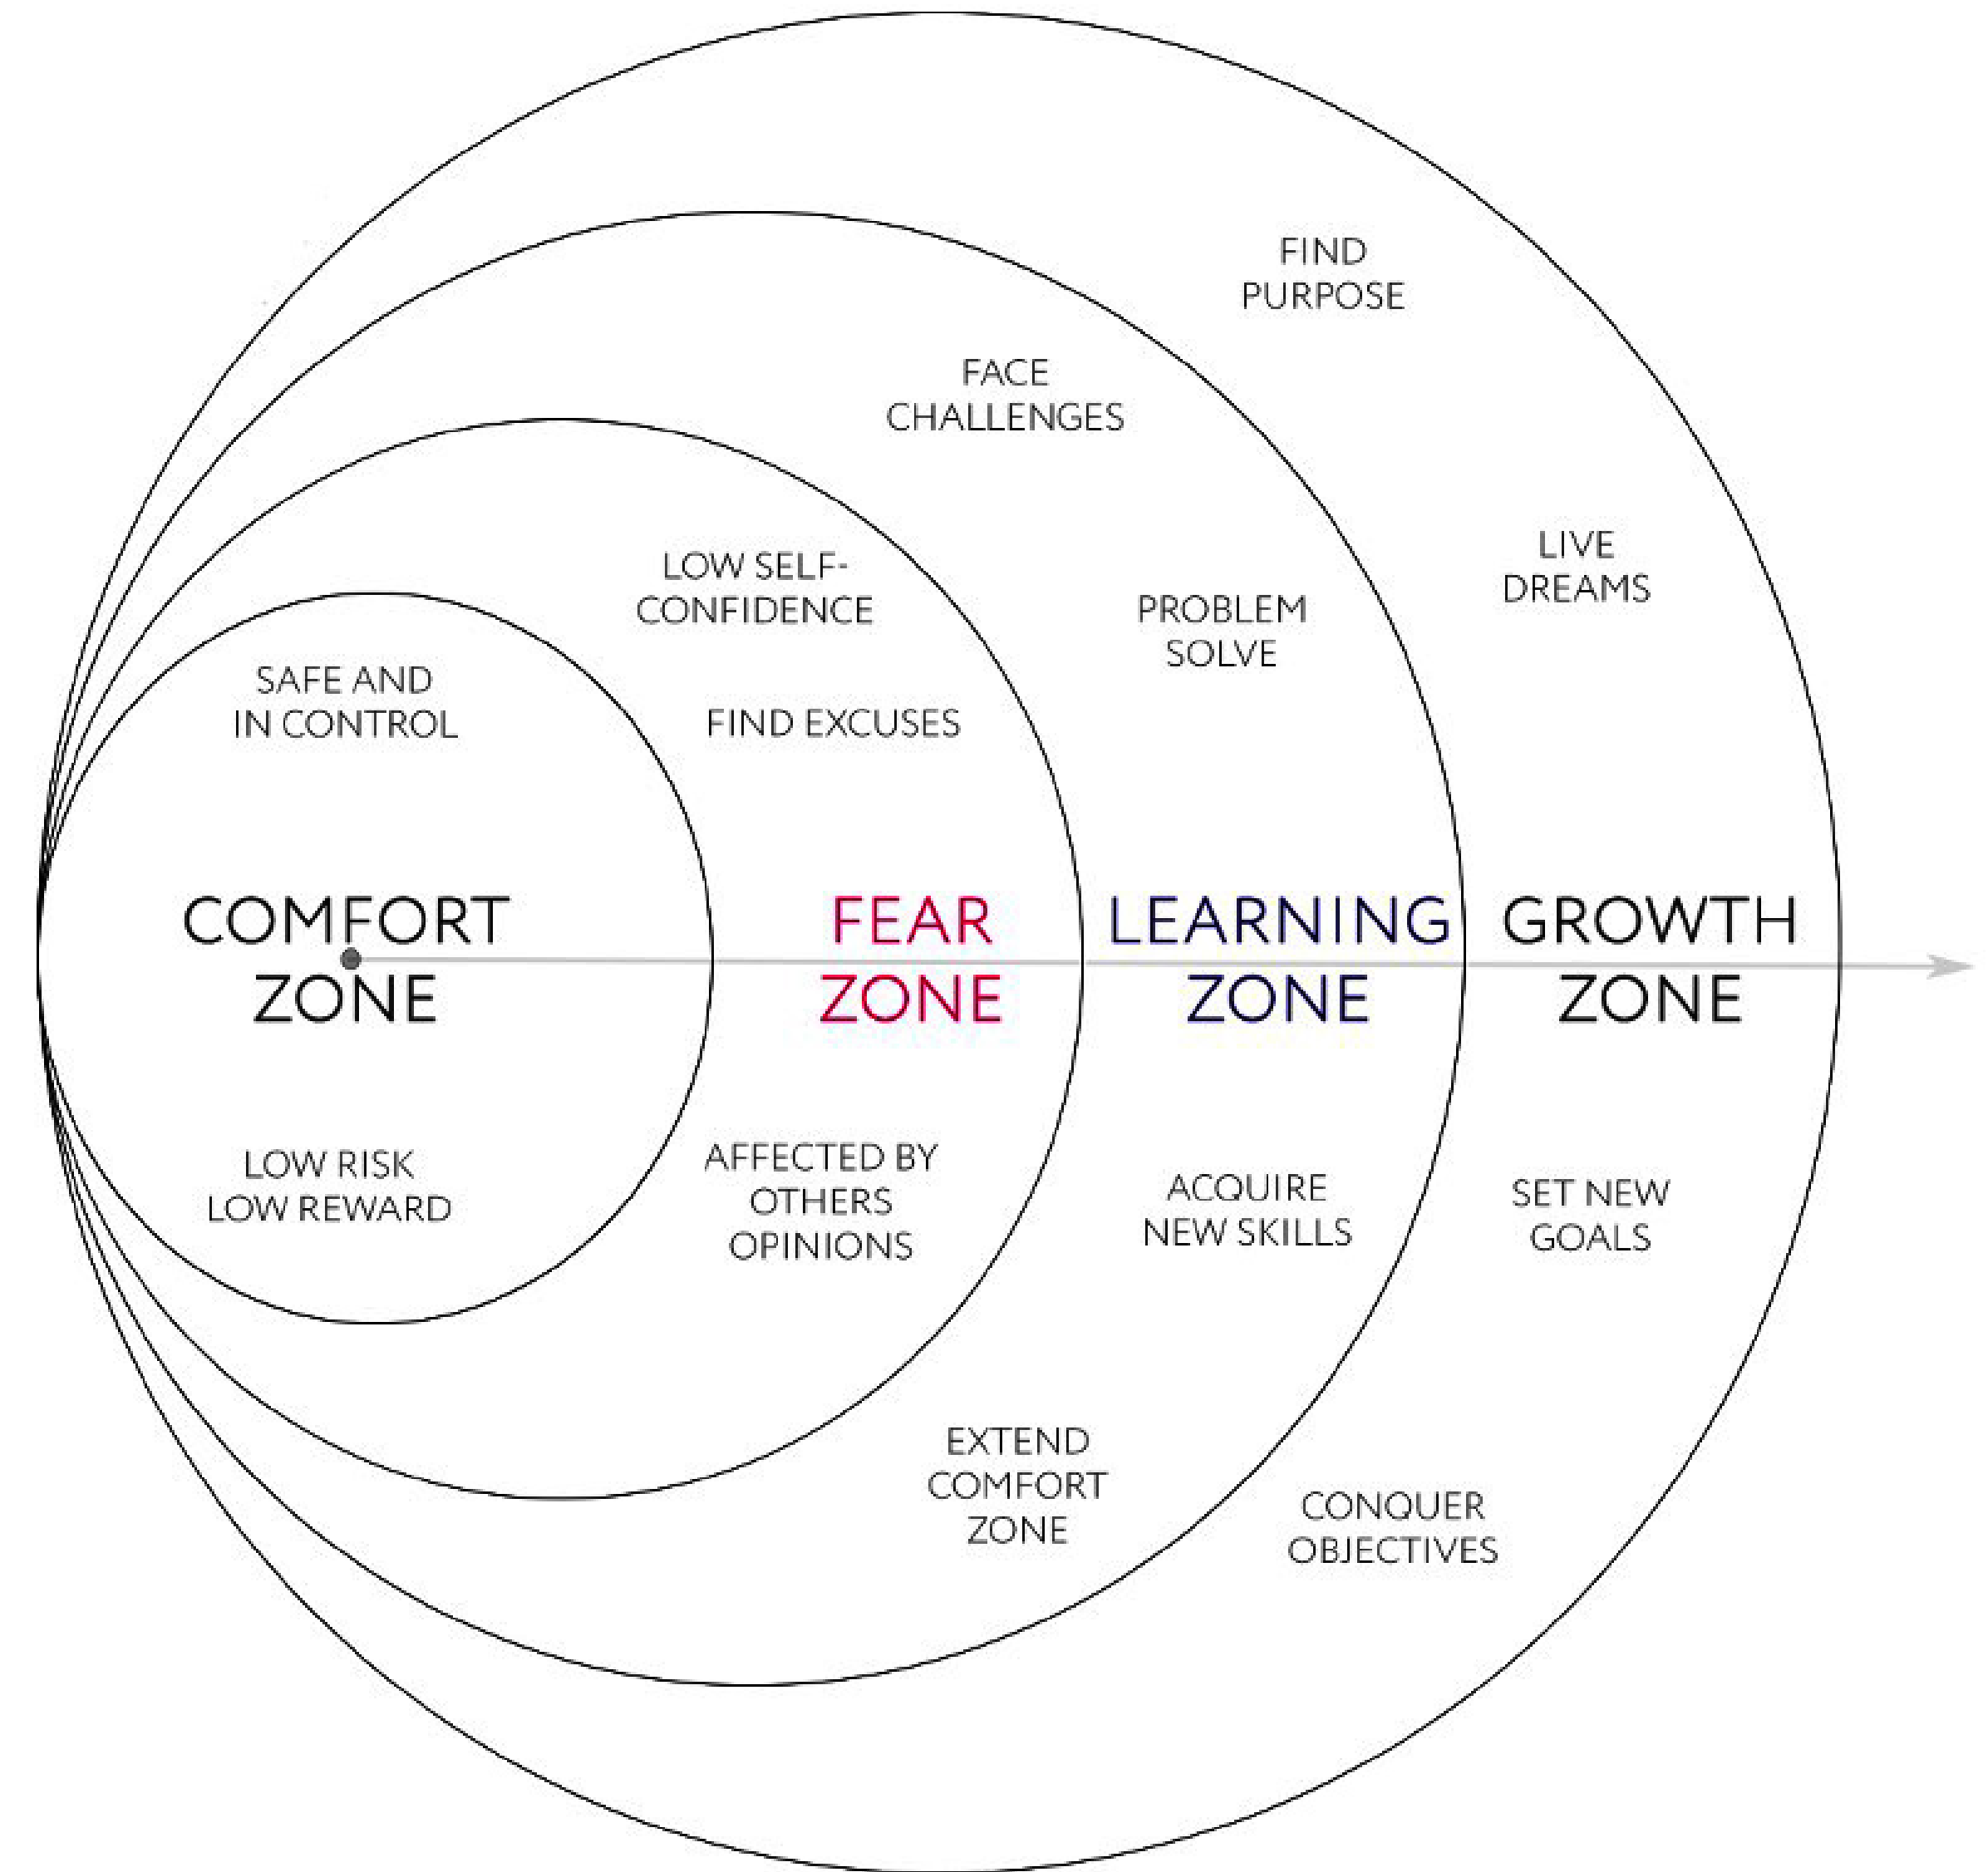 FIND
PURPOSE
FACE
CHALLENGES
LIVE
DREAMS
LOW SELF-
CONFIDENCE
PROBLEM
SOLVE
SAFE AND
IN CONTROL
FIND EXCUSES
COMFORT
ZONE
FEAR
ZONE
LEARNING
ZONE
GROWTH
ZONE
LOW RISK
LOW REWARD
AFFECTED BY
OTHERS
OPINIONS
ACQUIRE
NEW SKILLS
SET NEW
GOALS
EXTEND
COMFORT
ZONE
CONQUER
OBJECTIVES